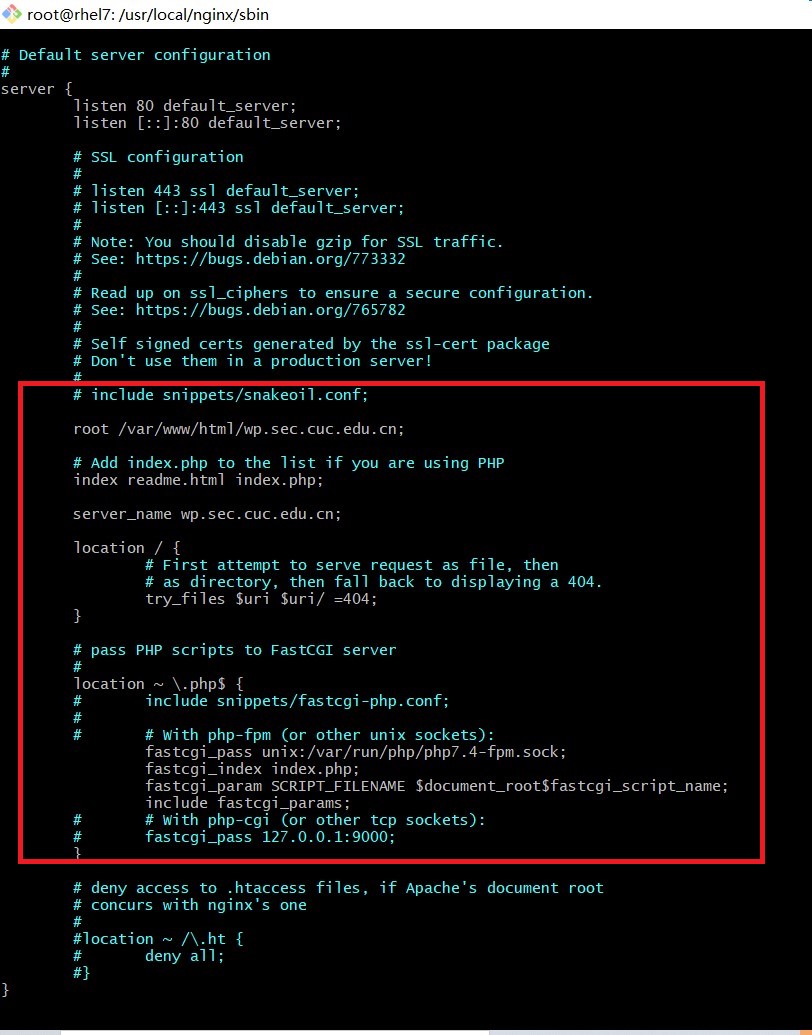 root@rhel7: /usr/local/nginx/sbin
# Default server configuration
#
server {
        listen 80 default_server;
        listen [::]:80 default_server;

        # SSL configuration
        #
        # listen 443 ssl default_server;
        # listen [::]:443 ssl default_server;
        #
        # Note: You should disable gzip for SSL traffic.
        # See: https://bugs.debian.org/773332
        #
        # Read up on ssl_ciphers to ensure a secure configuration.
        # See: https://bugs.debian.org/765782
        #
        # Self signed certs generated by the ssl-cert package
        # Don't use them in a production server!
        #
        # include snippets/snakeoil.conf;

        root /var/www/html/wp.sec.cuc.edu.cn;

        # Add index.php to the list if you are using PHP
        index readme.html index.php;

        server_name wp.sec.cuc.edu.cn;

        location / {
                # First attempt to serve request as file, then
                # as directory, then fall back to displaying a 404.
                try_files $uri $uri/ =404;
        }

        # pass PHP scripts to FastCGI server
        #
        location ~ \.php$ {
        #       include snippets/fastcgi-php.conf;
        #
        #       # With php-fpm (or other unix sockets):
                fastcgi_pass unix:/var/run/php/php7.4-fpm.sock;
                fastcgi_index index.php;
                fastcgi_param SCRIPT_FILENAME $document_root$fastcgi_script_name;
                include fastcgi_params;
        #       # With php-cgi (or other tcp sockets):
        #       fastcgi_pass 127.0.0.1:9000;
        }

        # deny access to .htaccess files, if Apache's document root
        # concurs with nginx's one
        #
        #location ~ /\.ht {
        #       deny all;
        #}
}